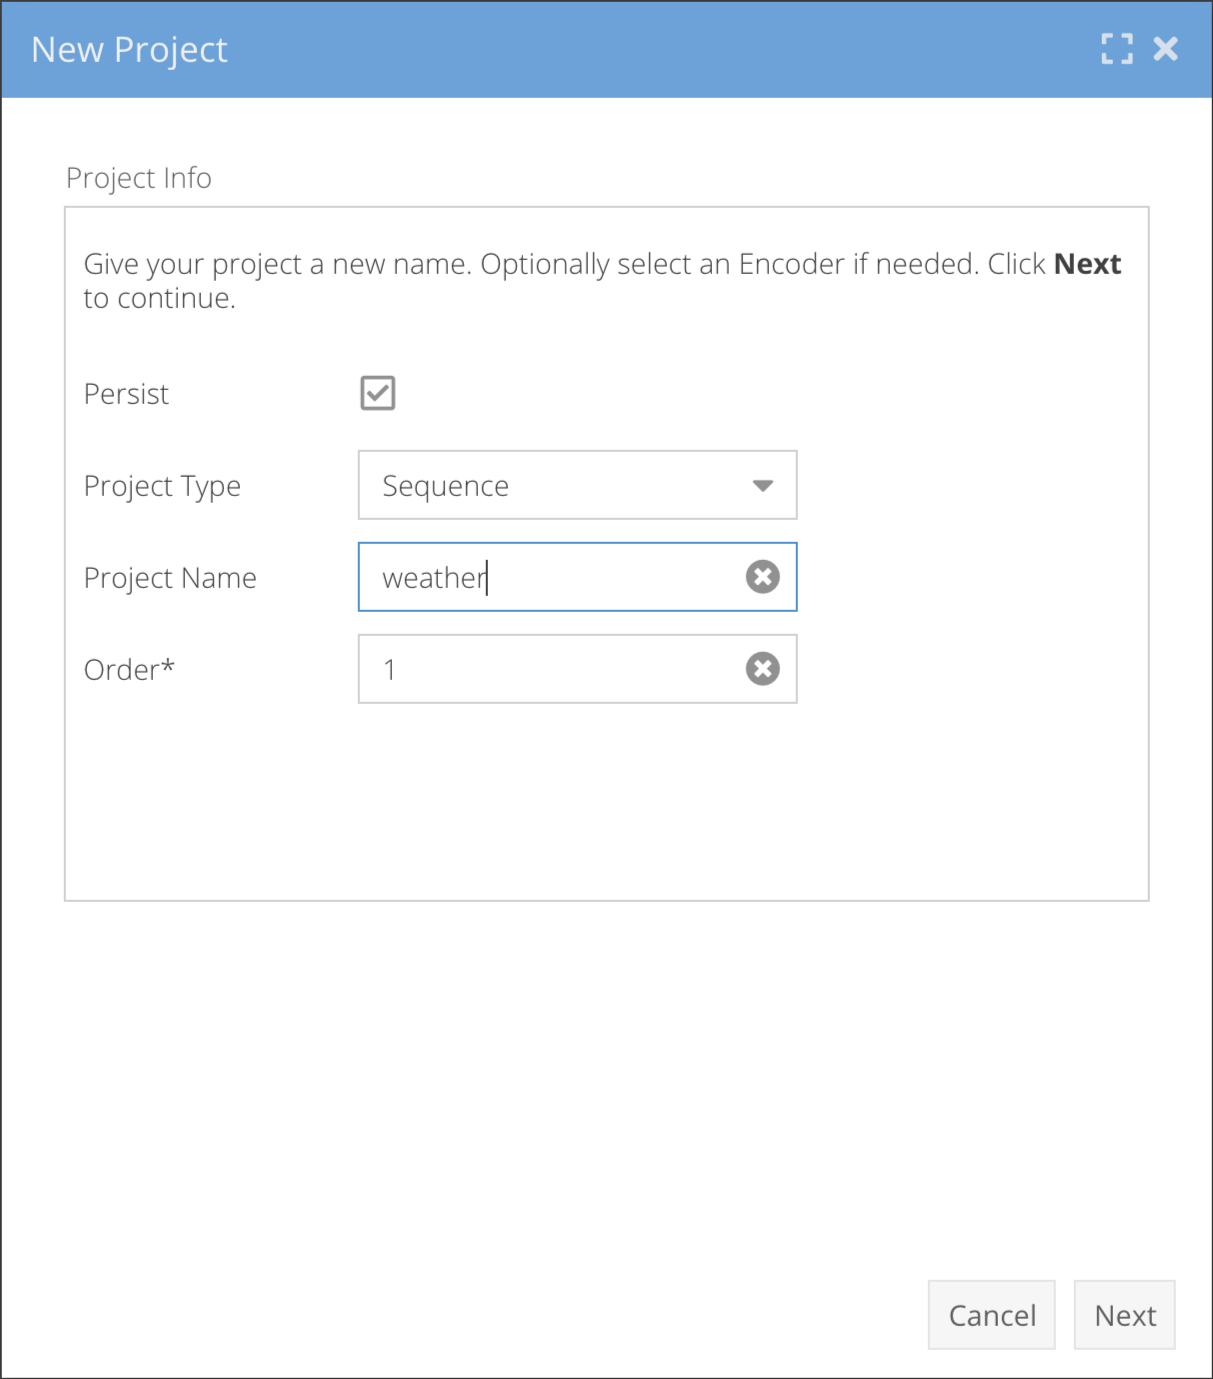 New Project
Project Info
Give your project a new name. Optionally select an Encoder if needed. Click Next
to continue.
Persist
Project Type
Sequence
Project Name
weather
Order*
1
Cancel
Next